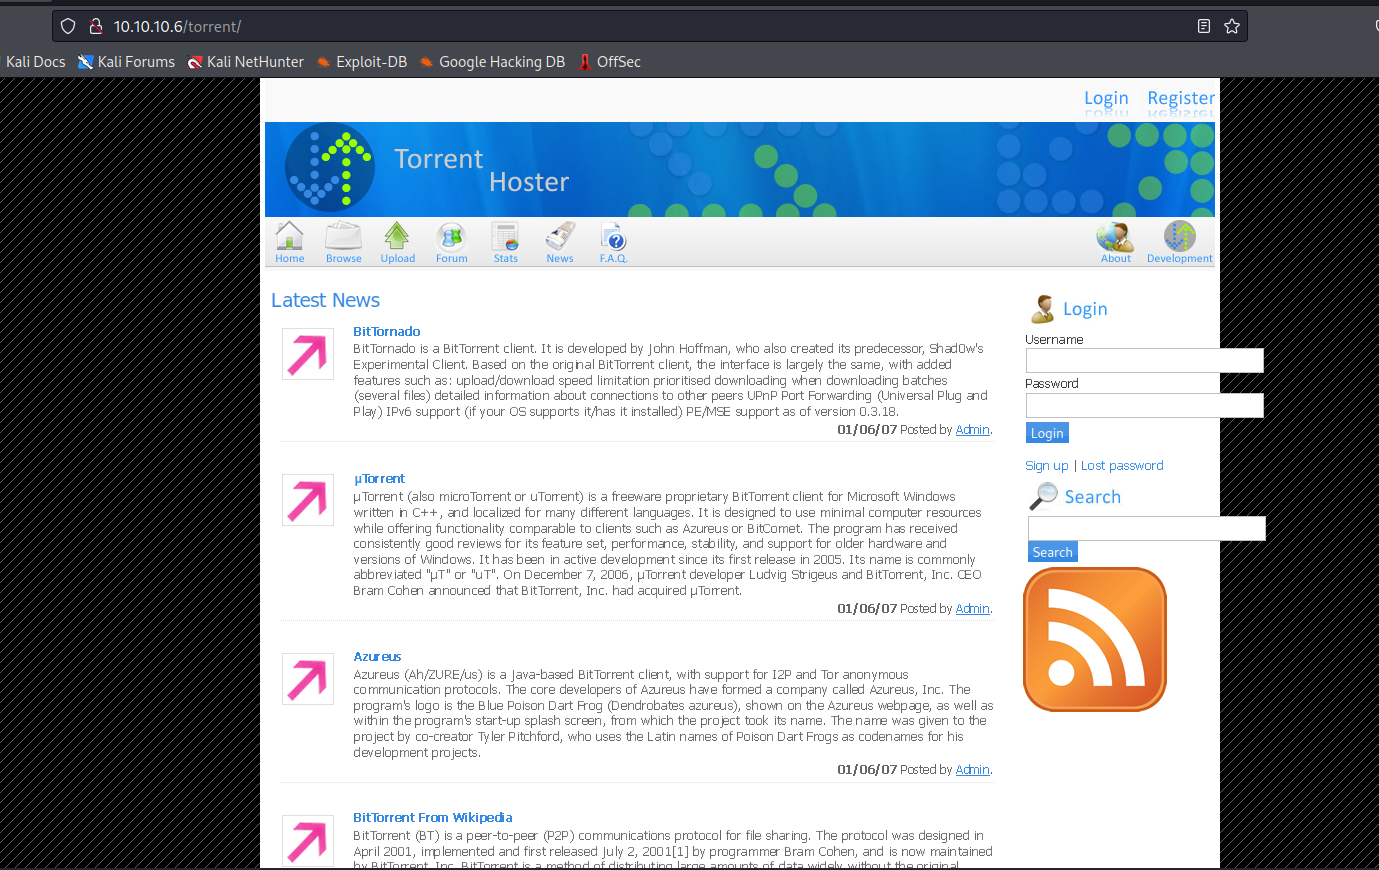 10.10.10.6/torrent/
Kali Docs Kali Forums Kali NetHunter Exploit-DB Google Hacking DB OffSec
Login Register
Torrent
Hoster
Home Browse Upload Forum Stats News F.A.Q. About Development
Latest News
BitTornado
BitTornado is a BitTorrent client. It is developed by John Hoffman, who also created its predecessor, Shad0w's
Experimental Client. Based on the original BitTorrent client, the interface is largely the same, with added
features such as: upload/download speed limitation prioritised downloading when downloading batches
(several files) detailed information about connections to other peers UPnP Port Forwarding (Universal Plug and
Play) IPv6 support (if your OS supports it/has it installed) PE/MSE support as of version 0.3.18.
01/06/07 Posted by Admin.
µTorrent
µTorrent (also microTorrent or uTorrent) is a freeware proprietary BitTorrent client for Microsoft Windows
written in C++, and localized for many different languages. It is designed to use minimal computer resources
while offering functionality comparable to clients such as Azureus or BitComet. The program has received
consistently good reviews for its feature set, performance, stability, and support for older hardware and
versions of Windows. It has been in active development since its first release in 2005. Its name is commonly
abbreviated "µT" or "uT". On December 7, 2006, µTorrent developer Ludvig Strigeus and BitTorrent, Inc. CEO
Bram Cohen announced that BitTorrent, Inc. had acquired µTorrent.
01/06/07 Posted by Admin.
Azureus
Azureus (Ah/ZURE/us) is a Java-based BitTorrent client, with support for I2P and Tor anonymous
communication protocols. The core developers of Azureus have formed a company called Azureus, Inc. The
program's logo is the Blue Poison Dart Frog (Dendrobates azureus), shown on the Azureus webpage, as well as
within the program's start-up splash screen, from which the project took its name. The name was given to the
project by co-creator Tyler Pitchford, who uses the Latin names of Poison Dart Frogs as codenames for his
development projects.
01/06/07 Posted by Admin.
BitTorrent From Wikipedia
BitTorrent (BT) is a peer-to-peer (P2P) communications protocol for file sharing. The protocol was designed in
April 2001, implemented and first released July 2, 2001[1] by programmer Bram Cohen, and is now maintained
by BitTorrent, Inc. BitTorrent is a method of distributing large amounts of data widely without the original
Login
Username
Password
Login
Sign up | Lost password
Search
Search